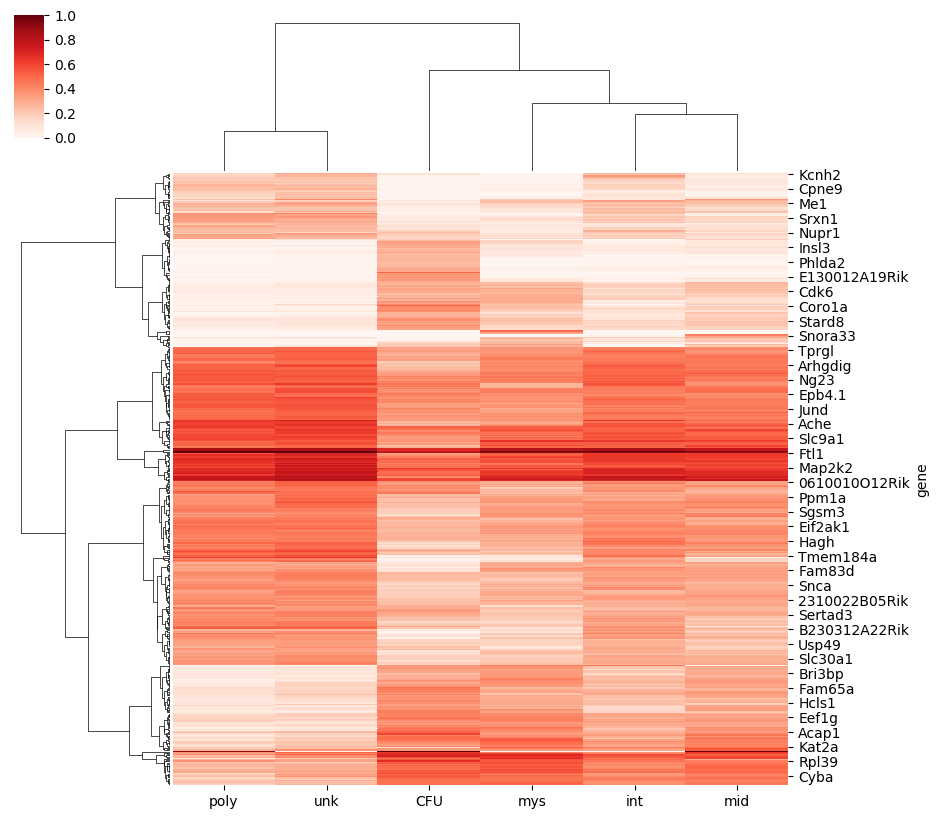 1.0
0.8
0.6
0.4
0.2
0.0
Kcnh2
Cpne9
Me1
Srxn1
Nupr1
Insl3
Phlda2
E130012A19Rik
Cdk6
Coro1a
Stard8
Snora33
Tprgl
Arhgdig
Ng23
Epb4.1
Jund
Ache
Slc9a1
Ftl1
Map2k2
0610010O12Rik
Ppm1a
Sgsm3
Eif2ak1
Hagh
Tmem184a
Fam83d
Snca
2310022B05Rik
Sertad3
B230312A22Rik
Usp49
Slc30a1
Bri3bp
Fam65a
Hcls1
Eef1g
Acap1
Kat2a
Rpl39
Cyba
gene
poly unk CFU mys int mid